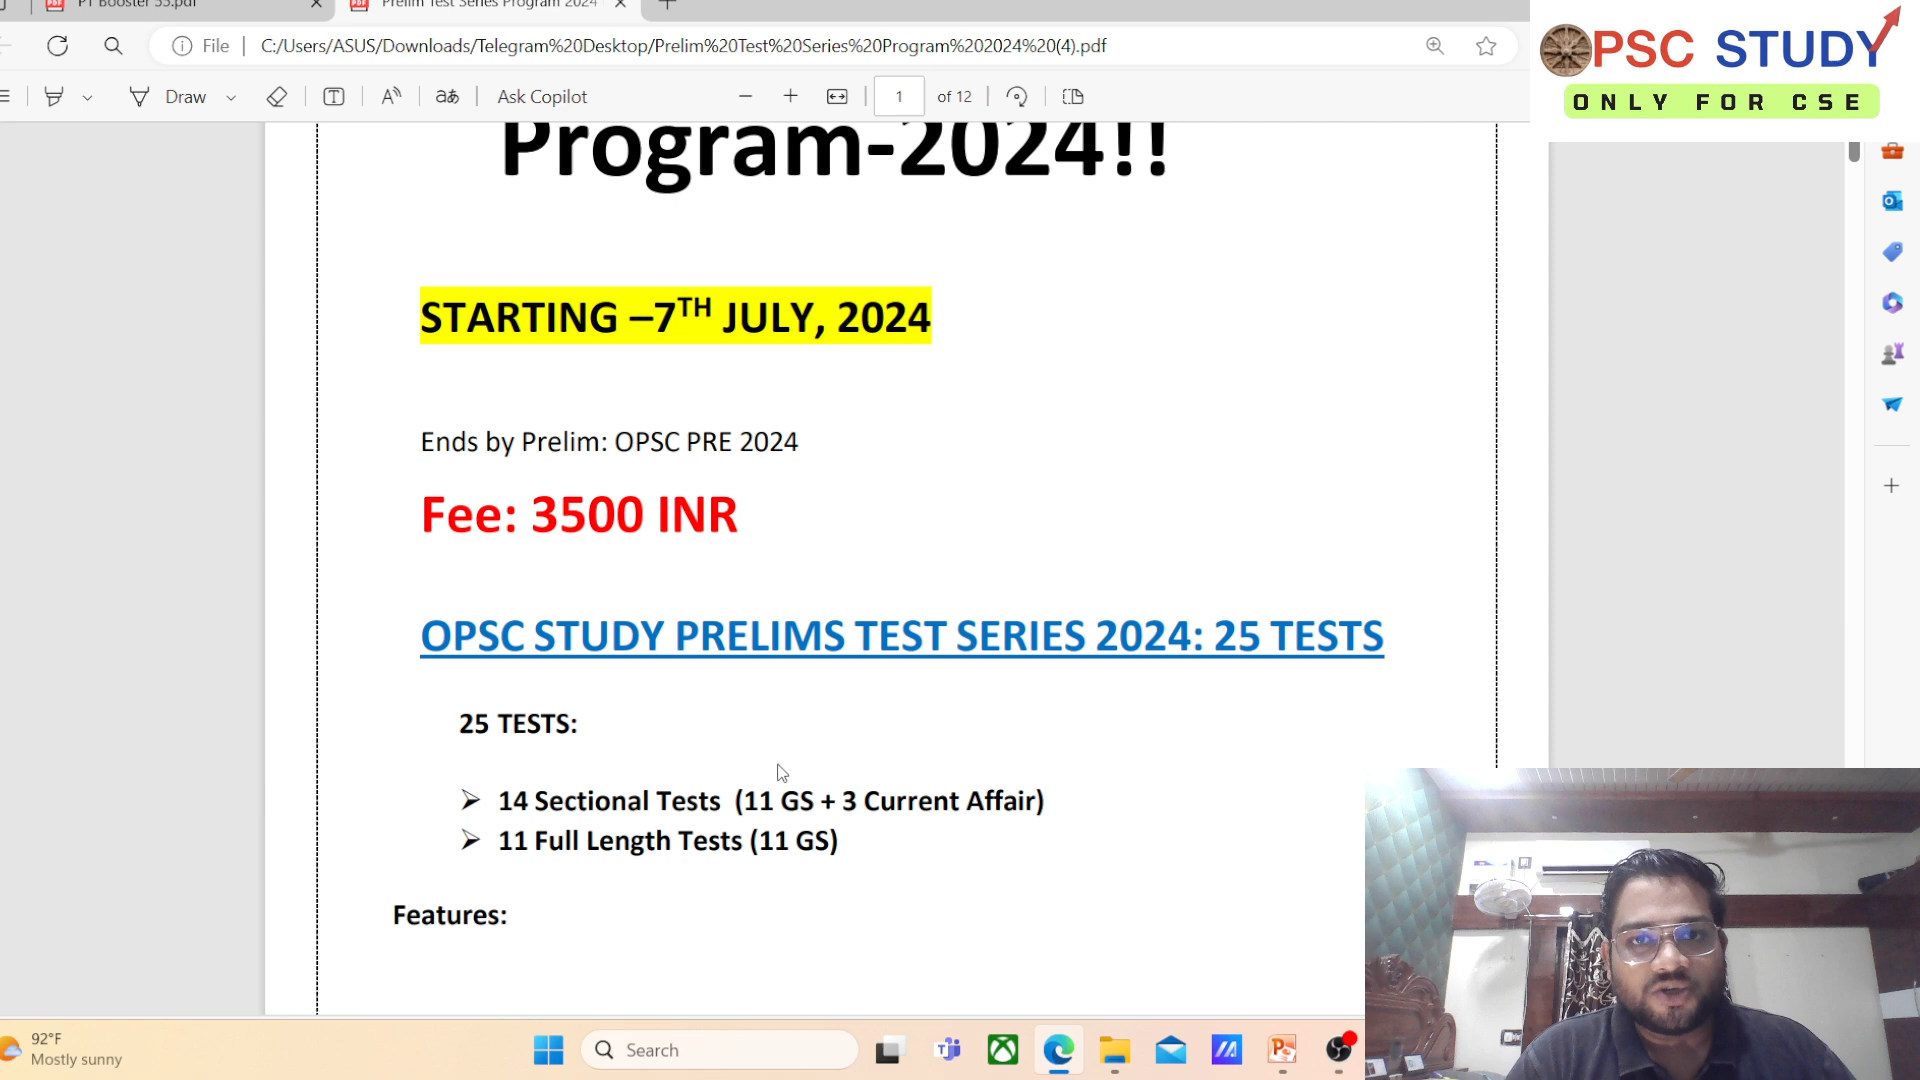 PT Booster 55.pdf
Prelim Test Series Program 2024
File
C:/Users/ASUS/Downloads/Telegram%20Desktop/Prelim%20Test%20Series%20Program%202024%20(4).pdf
Draw
Ask Copilot
1 of 12
PSC STUDY
ONLY FOR CSE
Program-2024!!
STARTING –7TH JULY, 2024
Ends by Prelim: OPSC PRE 2024
Fee: 3500 INR
OPSC STUDY PRELIMS TEST SERIES 2024: 25 TESTS
25 TESTS:
➢ 14 Sectional Tests (11 GS + 3 Current Affair)
➢ 11 Full Length Tests (11 GS)
Features:
92°F
Mostly sunny
Search